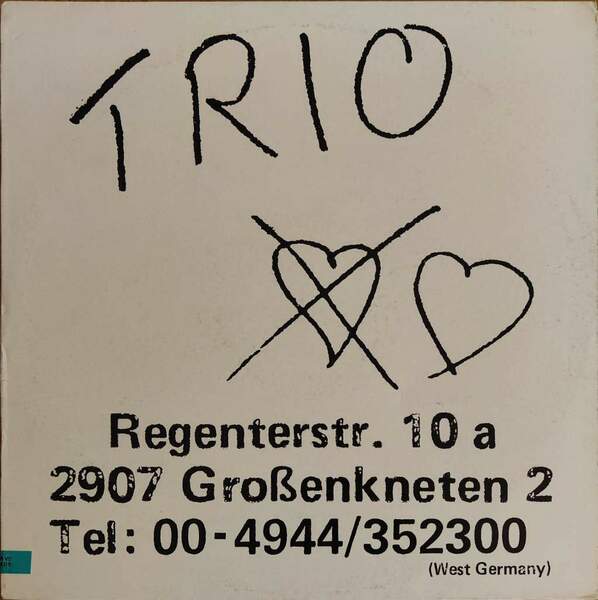 TRIO
Regenterstr. 10 a
2907 Großenkneten 2
Tel: 00-4944/352300
(West Germany)